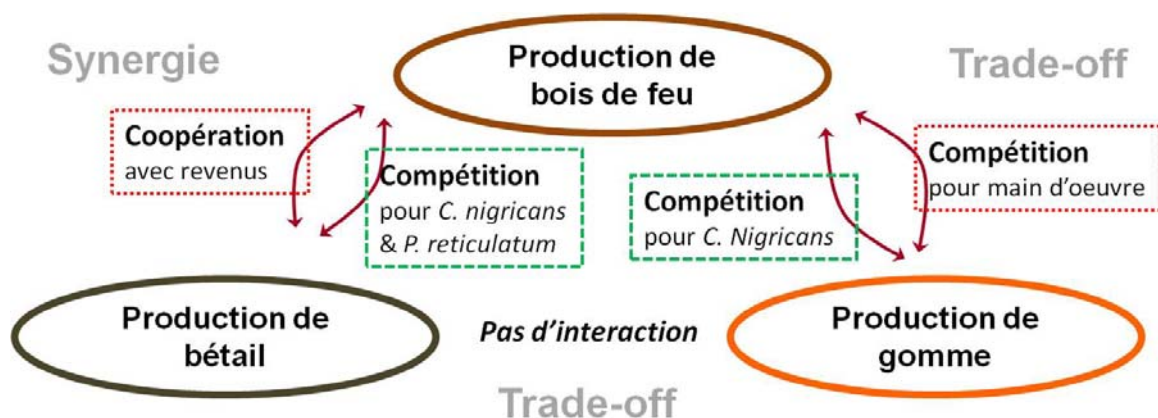 Synergie
Production de
bois de feu
Trade-off
Coopération
avec revenus
Compétition
pour C. nigricans
& P. reticulatum
Compétition
pour C. Nigricans
Compétition
pour main d'oeuvre
Production de
bétail
Pas d'interaction
Production de
gomme
Trade-off